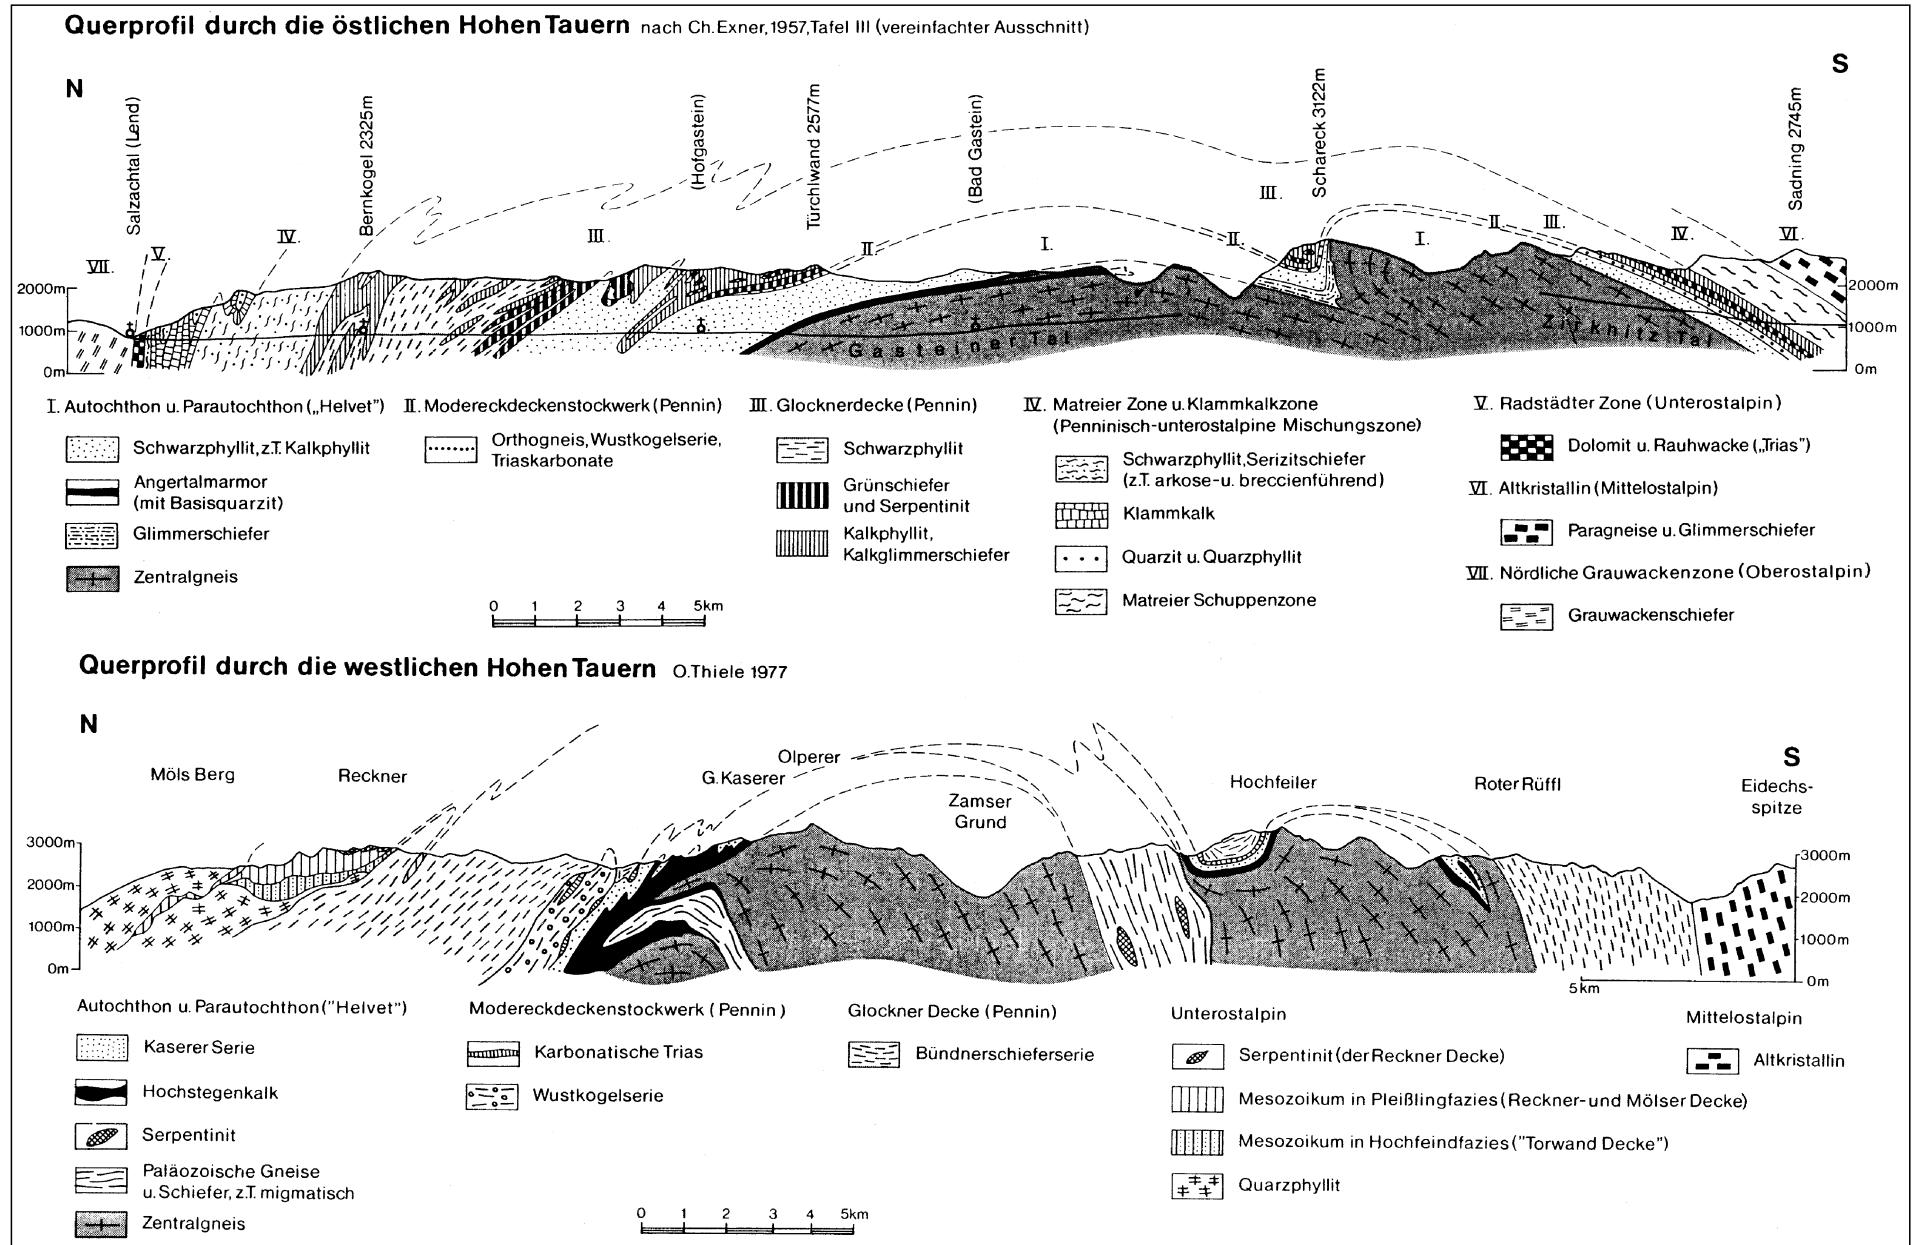 Querprofil durch die östlichen Hohen Tauern nach Ch. Exner, 1957, Tafel III (vereinfachter Ausschnitt)
N
S
Salzachtal (Lend)
Bernkogel 2325m
(Hofgastein)
Türchlwand 2577m
(Bad Gastein)
Schareck 3122m
Sadning 2745m
VII.
V.
IV.
III.
II
I.
II.
III.
I.
II
III.
IV.
VI.
2000m
1000m
0m
2000m
1000m
0m
Gasteiner Tal
Zirknitz Tal
I. Autochthon u. Parautochthon („Helvet")
Schwarzphyllit, z.T. Kalkphyllit
Angertalmarmor
(mit Basisquarzit)
Glimmerschiefer
Zentralgneis
II. Modereckdeckenstockwerk (Pennin)
Orthogneis, Wustkogelserie,
Triaskarbonate
III. Glocknerdecke (Pennin)
Schwarzphyllit
Grünschiefer
und Serpentinit
Kalkphyllit,
Kalkglimmerschiefer
IV. Matreier Zone u. Klammkalkzone
(Penninisch-unterostalpine Mischungszone)
Schwarzphyllit, Serizitschiefer
(z.T. arkose- u. breccienführend)
Klammkalk
Quarzit u. Quarzphyllit
Matreier Schuppenzone
V. Radstädter Zone (Unterostalpin)
Dolomit u. Rauhwacke („Trias")
VI. Altkristallin (Mittelostalpin)
Paragneise u. Glimmerschiefer
VII. Nördliche Grauwackenzone (Oberostalpin)
Grauwackenschiefer
0 1 2 3 4 5km
Querprofil durch die westlichen Hohen Tauern O. Thiele 1977
N
S
Möls Berg
Reckner
G. Kaserer
Olperer
Zamser
Grund
Hochfeiler
Roter Rüffl
Eidechs-
spitze
3000m
2000m
1000m
0m
3000m
2000m
1000m
0m
5km
Autochthon u. Parautochthon ("Helvet")
Kaserer Serie
Hochstegenkalk
Serpentinit
Paläozoische Gneise
u. Schiefer, z.T. migmatisch
Zentralgneis
Modereckdeckenstockwerk (Pennin)
Karbonatische Trias
Wustkogelserie
Glockner Decke (Pennin)
Bündnerschieferserie
Unterostalpin
Serpentinit (der Reckner Decke)
Mesozoikum in Pleißlingfazies (Reckner- und Mölser Decke)
Mesozoikum in Hochfeindfazies ("Torwand Decke")
Quarzphyllit
Mittelostalpin
Altkristallin
0 1 2 3 4 5km